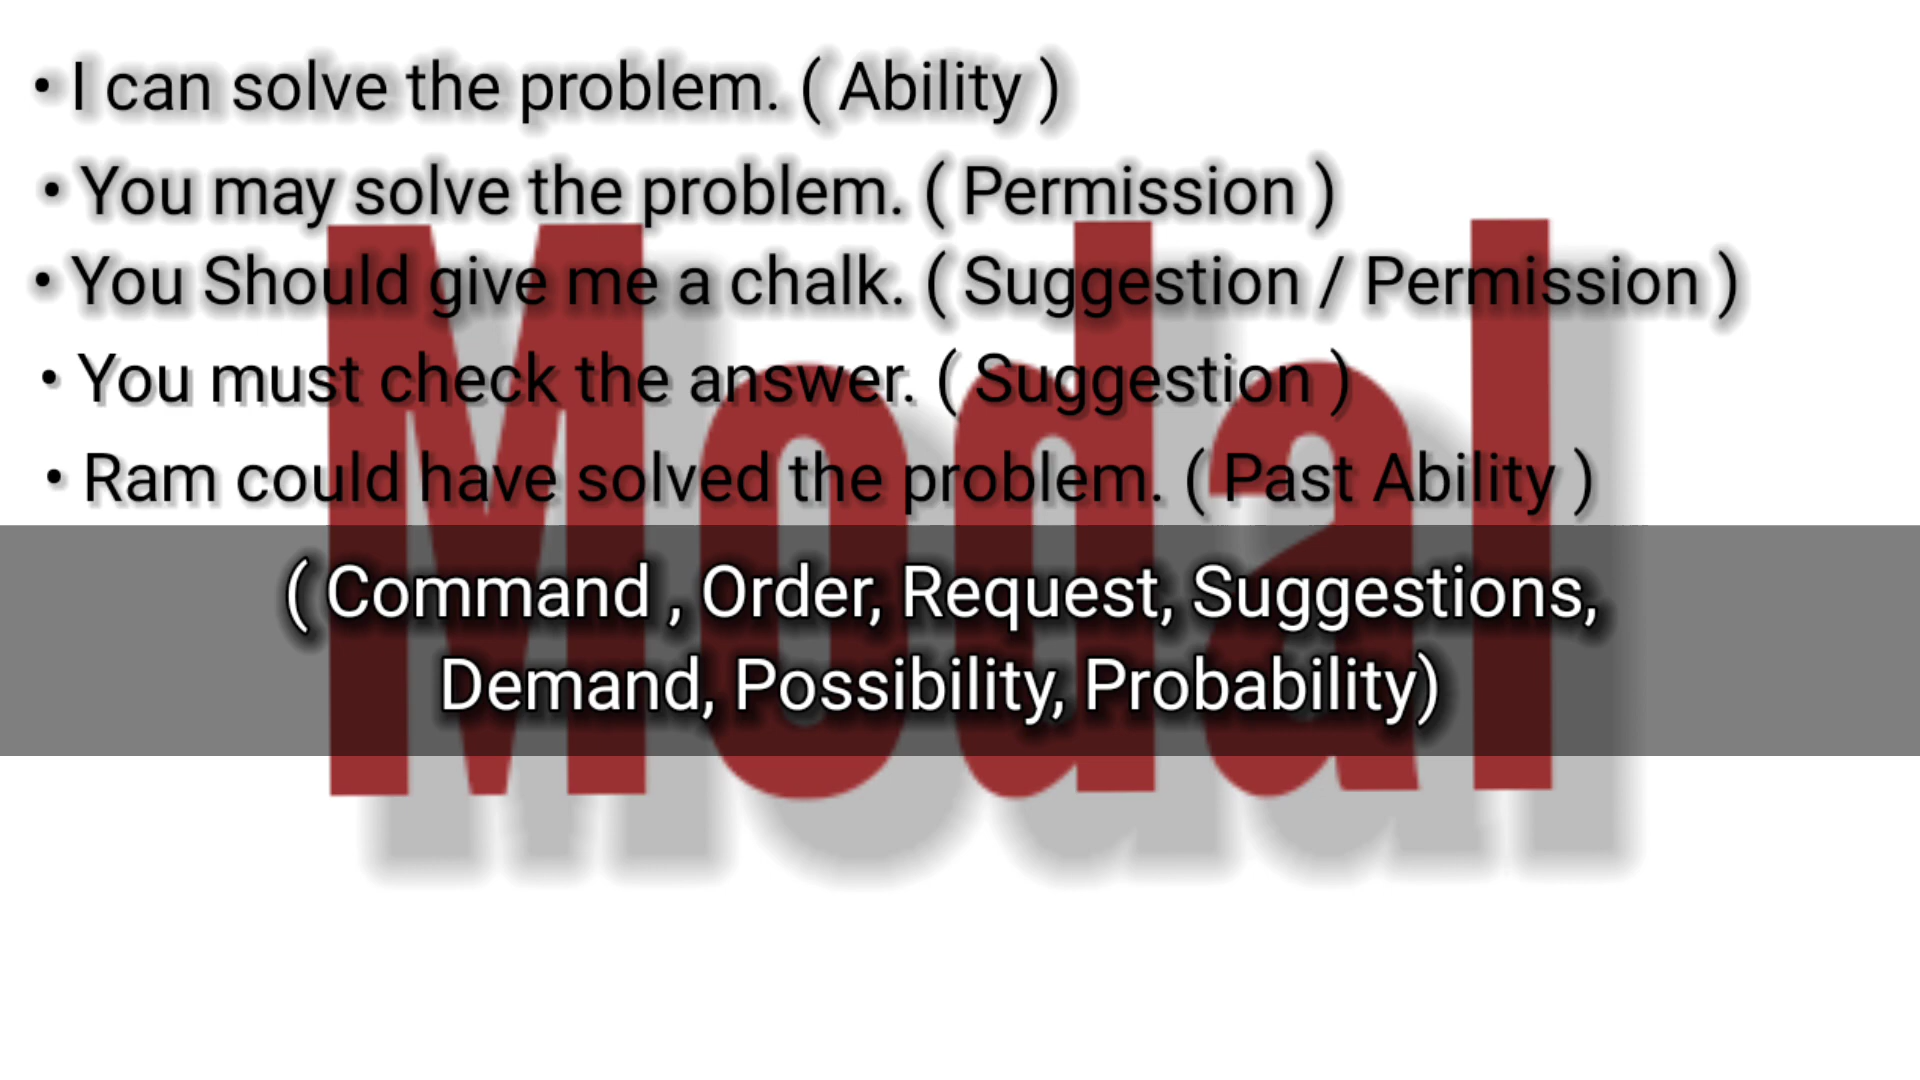 • I can solve the problem. ( Ability )
• You may solve the problem. ( Permission )
• You Should give me a chalk. ( Suggestion / Permission )
• You must check the answer. ( Suggestion )
• Ram could have solved the problem. ( Past Ability )
Modal
( Command , Order, Request, Suggestions,
Demand, Possibility, Probability)